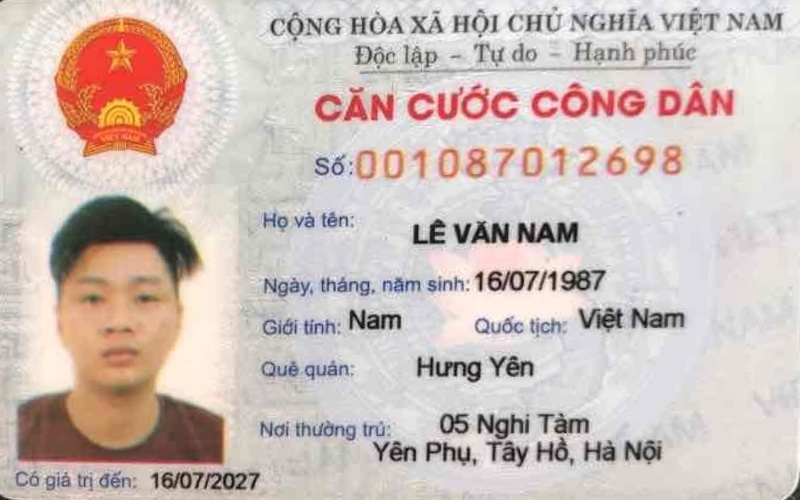 CỘNG HÒA XÃ HỘI CHỦ NGHĨA VIỆT NAM
Độc lập – Tự do – Hạnh phúc
CĂN CƯỚC CÔNG DÂN
Số: 001087012698
Họ và tên: LÊ VĂN NAM
Ngày, tháng, năm sinh: 16/07/1987
Giới tính: Nam Quốc tịch: Việt Nam
Quê quán: Hưng Yên
Nơi thường trú: 05 Nghi Tàm
Yên Phụ, Tây Hồ, Hà Nội
Có giá trị đến: 16/07/2027